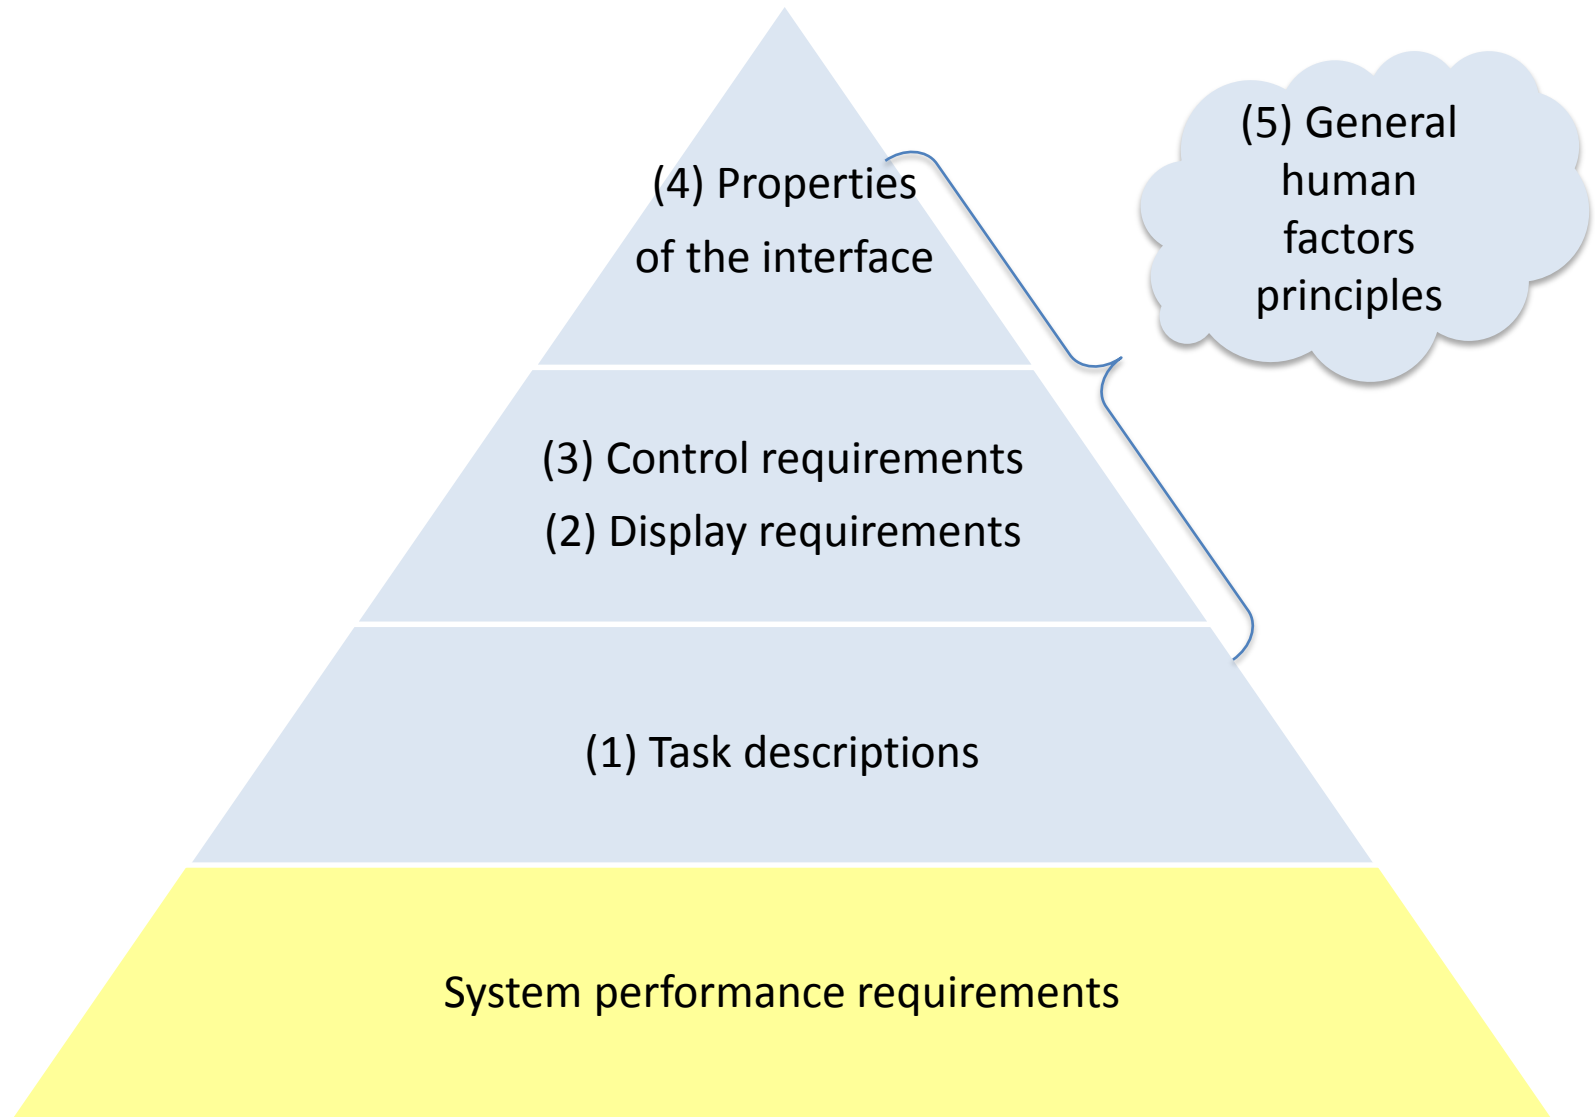 (4) Properties
of the interface
(5) General
human
factors
principles
(3) Control requirements
(2) Display requirements
(1) Task descriptions
System performance requirements